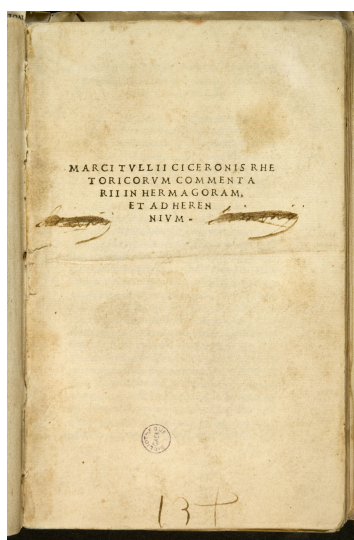 MARCI TVLLII CICERONIS RHE
TORICORVM COMMENTA
RII IN HERMAGORAM,
ET AD HEREN
NIVM.